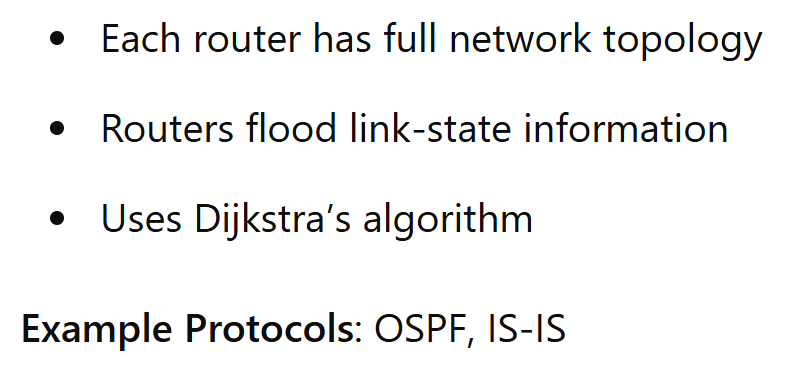 • Each router has full network topology
• Routers flood link-state information
• Uses Dijkstra’s algorithm
Example Protocols: OSPF, IS-IS